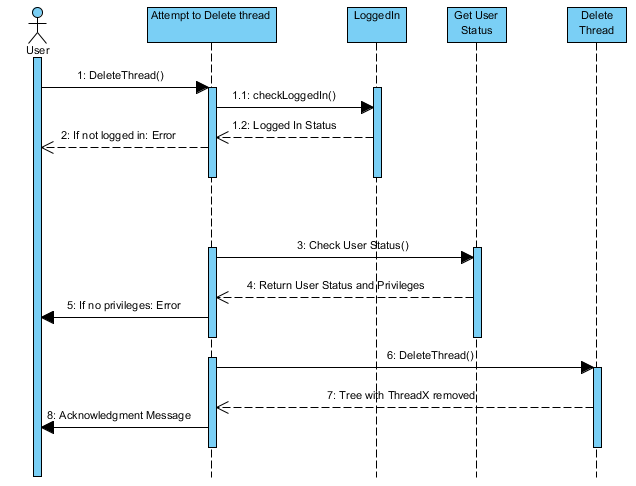 Attempt to Delete thread
LoggedIn
Get User
Status
Delete
Thread
User
1: DeleteThread()
1.1: checkLoggedIn()
1.2: Logged In Status
2: If not logged in: Error
3: Check User Status()
4: Return User Status and Privileges
5: If no privileges: Error
6: DeleteThread()
7: Tree with ThreadX removed
8: Acknowledgment Message